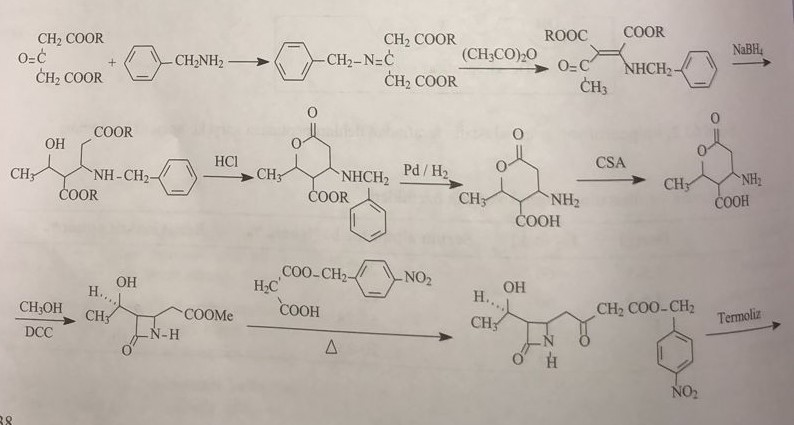 CH₂ COOR
O=C
CH₂ COOR
+
CH₂NH₂
CH₂–N=C
CH₂ COOR
CH₂ COOR
(CH₃CO)₂O
ROOC
COOR
O=C
CH₃
NHCH₂
NaBH₄
OH
COOR
CH₃
NH–CH₂
COOR
HCl
O
O
CH₃
NHCH₂
COOR
Pd / H₂
O
O
CH₃
NH₂
COOH
CSA
O
O
CH₃
NH₂
COOH
CH₃OH
DCC
H
OH
CH₃
COOMe
N–H
O
COO–CH₂
NO₂
H₂C
COOH
Δ
H
OH
CH₃
CH₂ COO–CH₂
O
N
H
O
NO₂
Termoliz
38